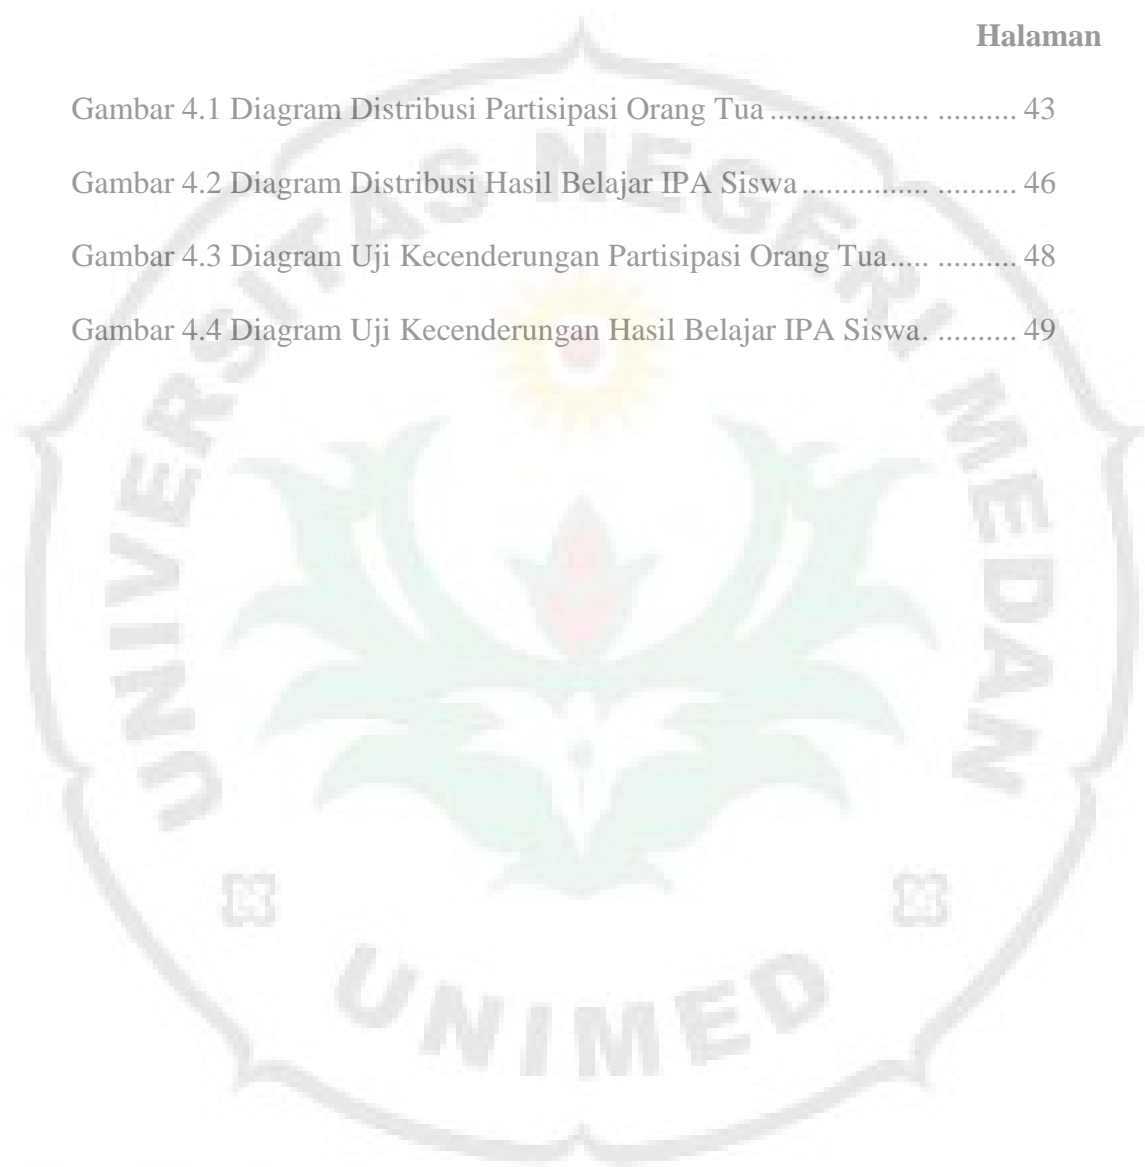 Halaman
Gambar 4.1 Diagram Distribusi Partisipasi Orang Tua ................... .......... 43
Gambar 4.2 Diagram Distribusi Hasil Belajar IPA Siswa ................ .......... 46
Gambar 4.3 Diagram Uji Kecenderungan Partisipasi Orang Tua ..... .......... 48
Gambar 4.4 Diagram Uji Kecenderungan Hasil Belajar IPA Siswa . .......... 49
UNIVERSITAS NEGERI MEDAN
UNIMED